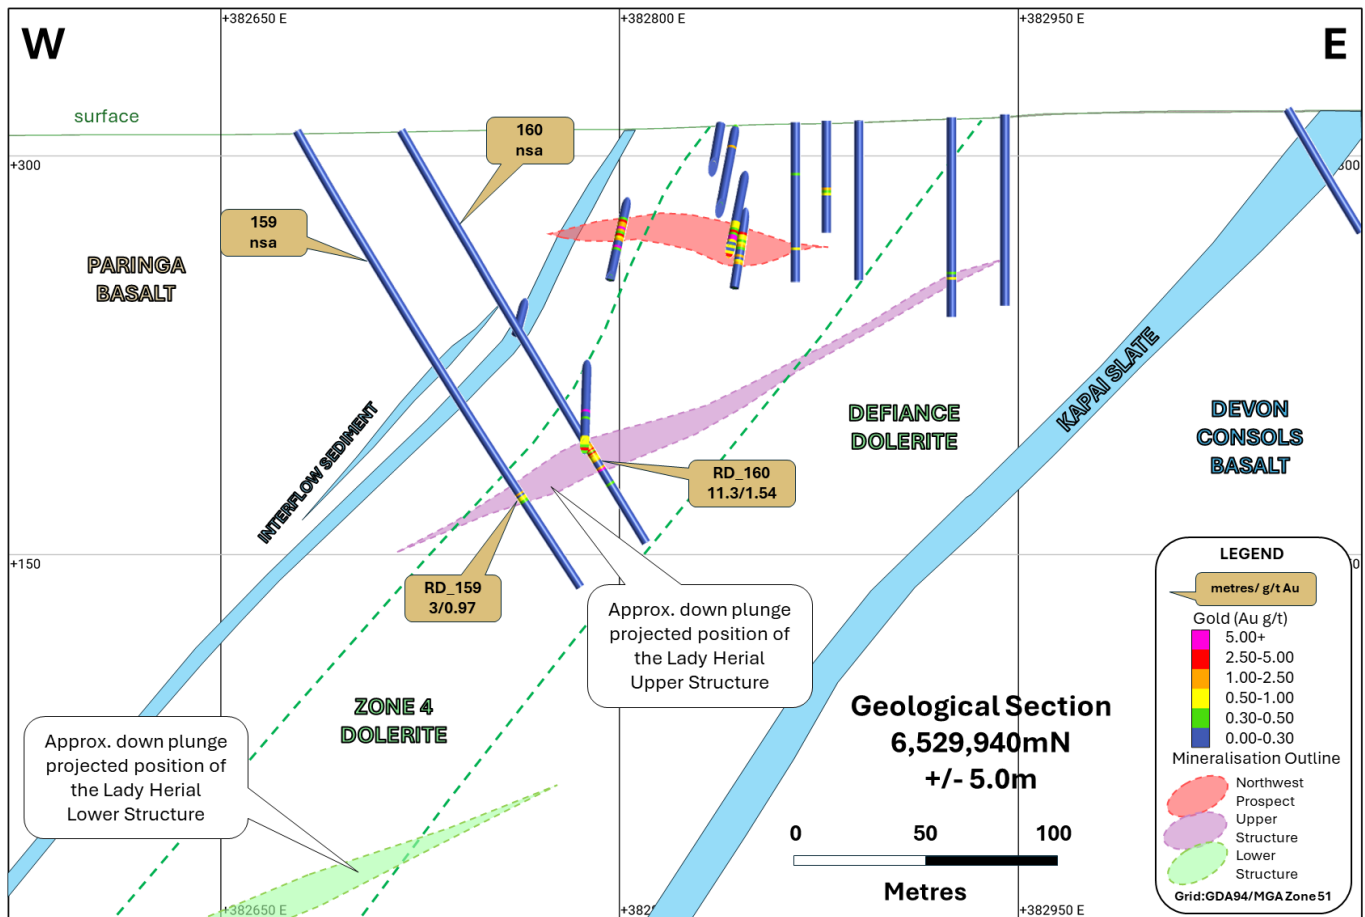 +382650 E
+382800 E
+382950 E
W
E
surface
160
nsa
+300
300
159
nsa
PARINGA
BASALT
KAPAI SLATE
DEFIANCE
DOLERITE
DEVON
CONSOLS
BASALT
INTERFLOW SEDIMENT
RD_160
11.3/1.54
+150
0
RD_159
3/0.97
Approx. down plunge
projected position of
the Lady Herial
Upper Structure
ZONE 4
DOLERITE
Approx. down plunge
projected position of
the Lady Herial
Lower Structure
Geological Section
6,529,940mN
+/- 5.0m
0
50
100
Metres
LEGEND
metres/ g/t Au
Gold (Au g/t)
5.00+
2.50-5.00
1.00-2.50
0.50-1.00
0.30-0.50
0.00-0.30
Mineralisation Outline
Northwest
Prospect
Upper
Structure
Lower
Structure
Grid:GDA94/MGA Zone 51
+382650 E
+382
+382950 E